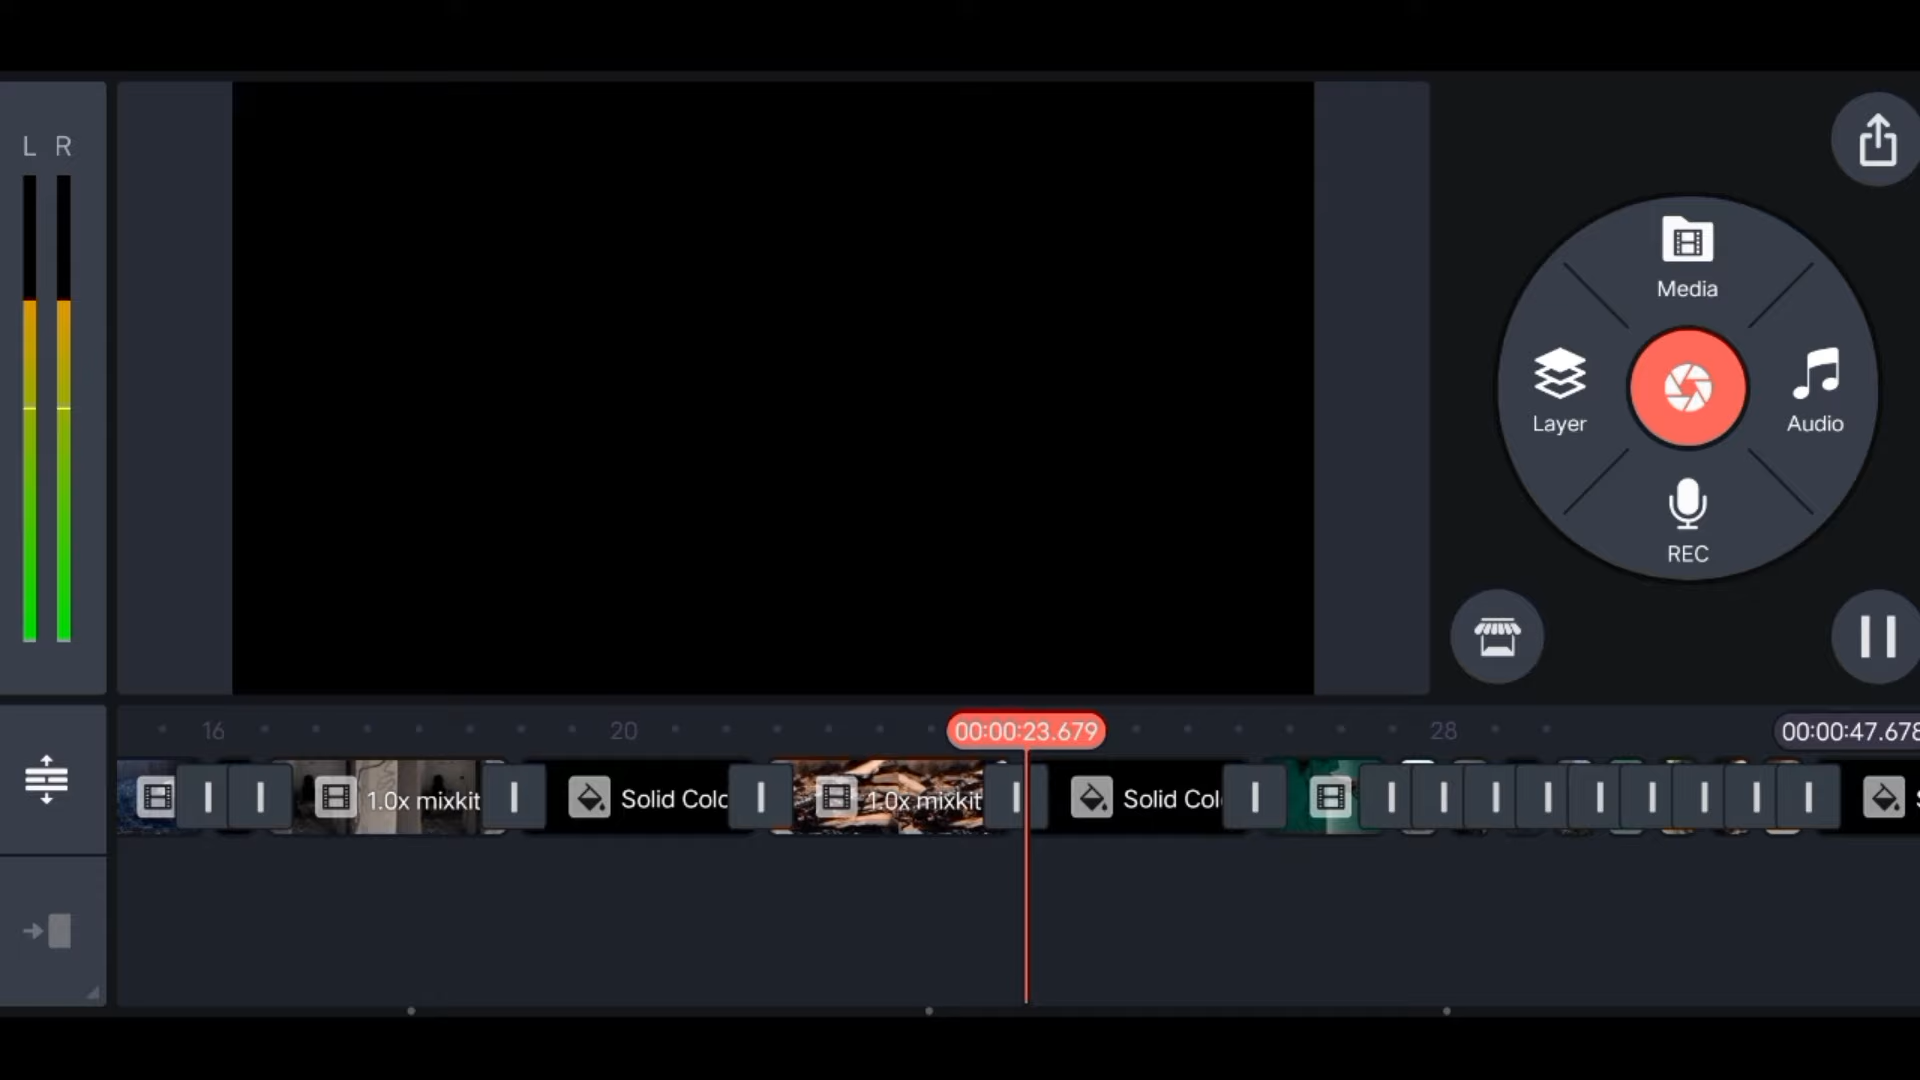 L R
Media
Layer
Audio
REC
16
20
00:00:23.679
28
00:00:47.678
1.0x mixkit
Solid Colo
1.0x mixkit
Solid Col